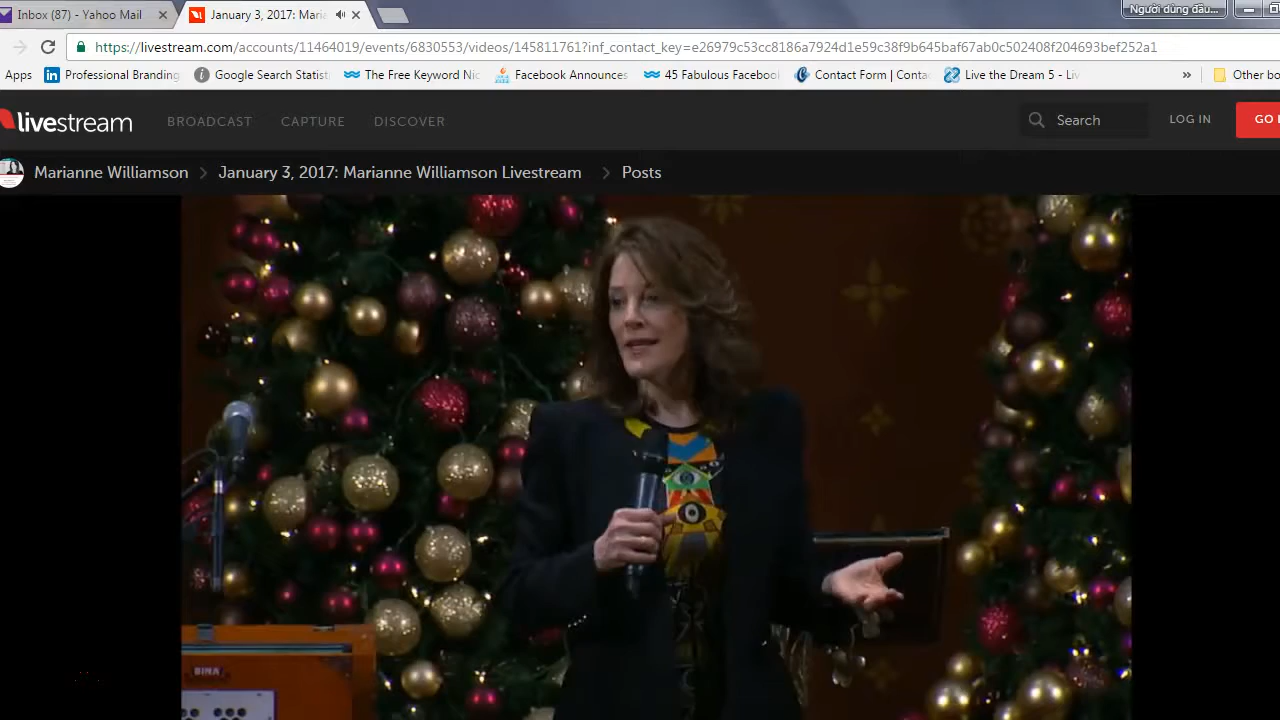 Inbox (87) - Yahoo Mail
January 3, 2017: Maria
Người dùng đầu...
https://livestream.com/accounts/11464019/events/6830553/videos/145811761?inf_contact_key=e26979c53cc8186a7924d1e59c38f9b645baf67ab0c502408f204693bef252a1
Apps Professional Branding Google Search Statist The Free Keyword Nic Facebook Announces 45 Fabulous Facebook Contact Form | Conta Live the Dream 5 - Liv » Other bo
livestream BROADCAST CAPTURE DISCOVER Search LOG IN GO L
Marianne Williamson > January 3, 2017: Marianne Williamson Livestream > Posts
BINA